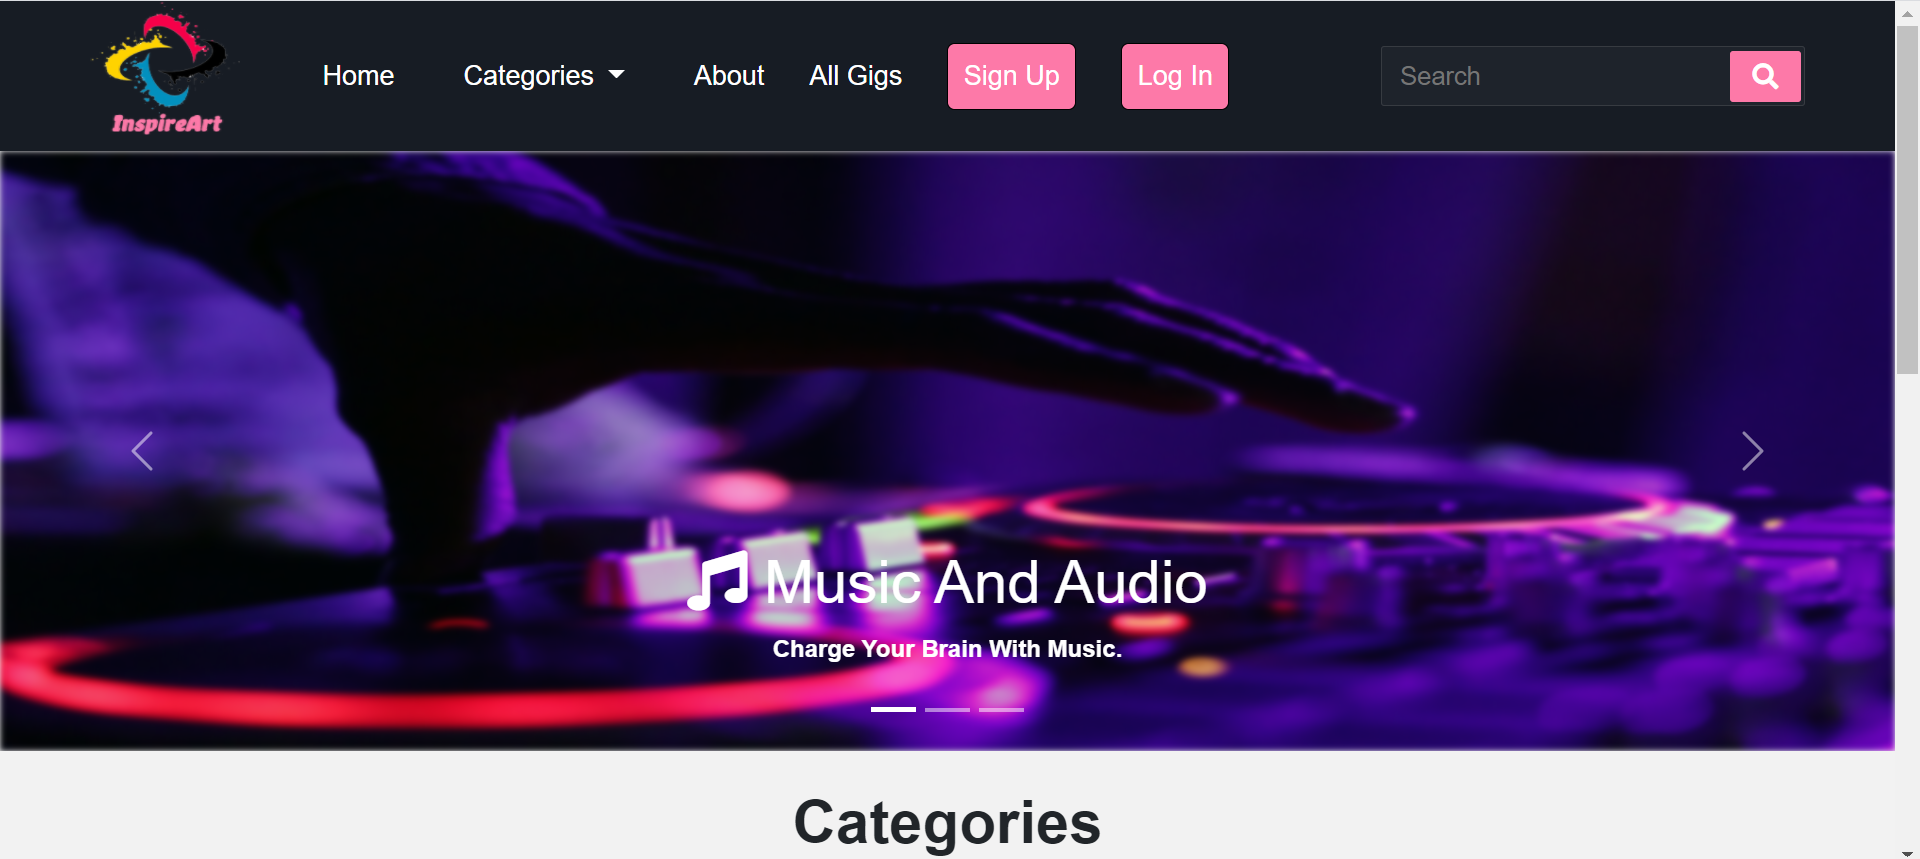 InspireArt
Home
Categories
About
All Gigs
Sign Up
Log In
Search
Music And Audio
Charge Your Brain With Music.
Categories